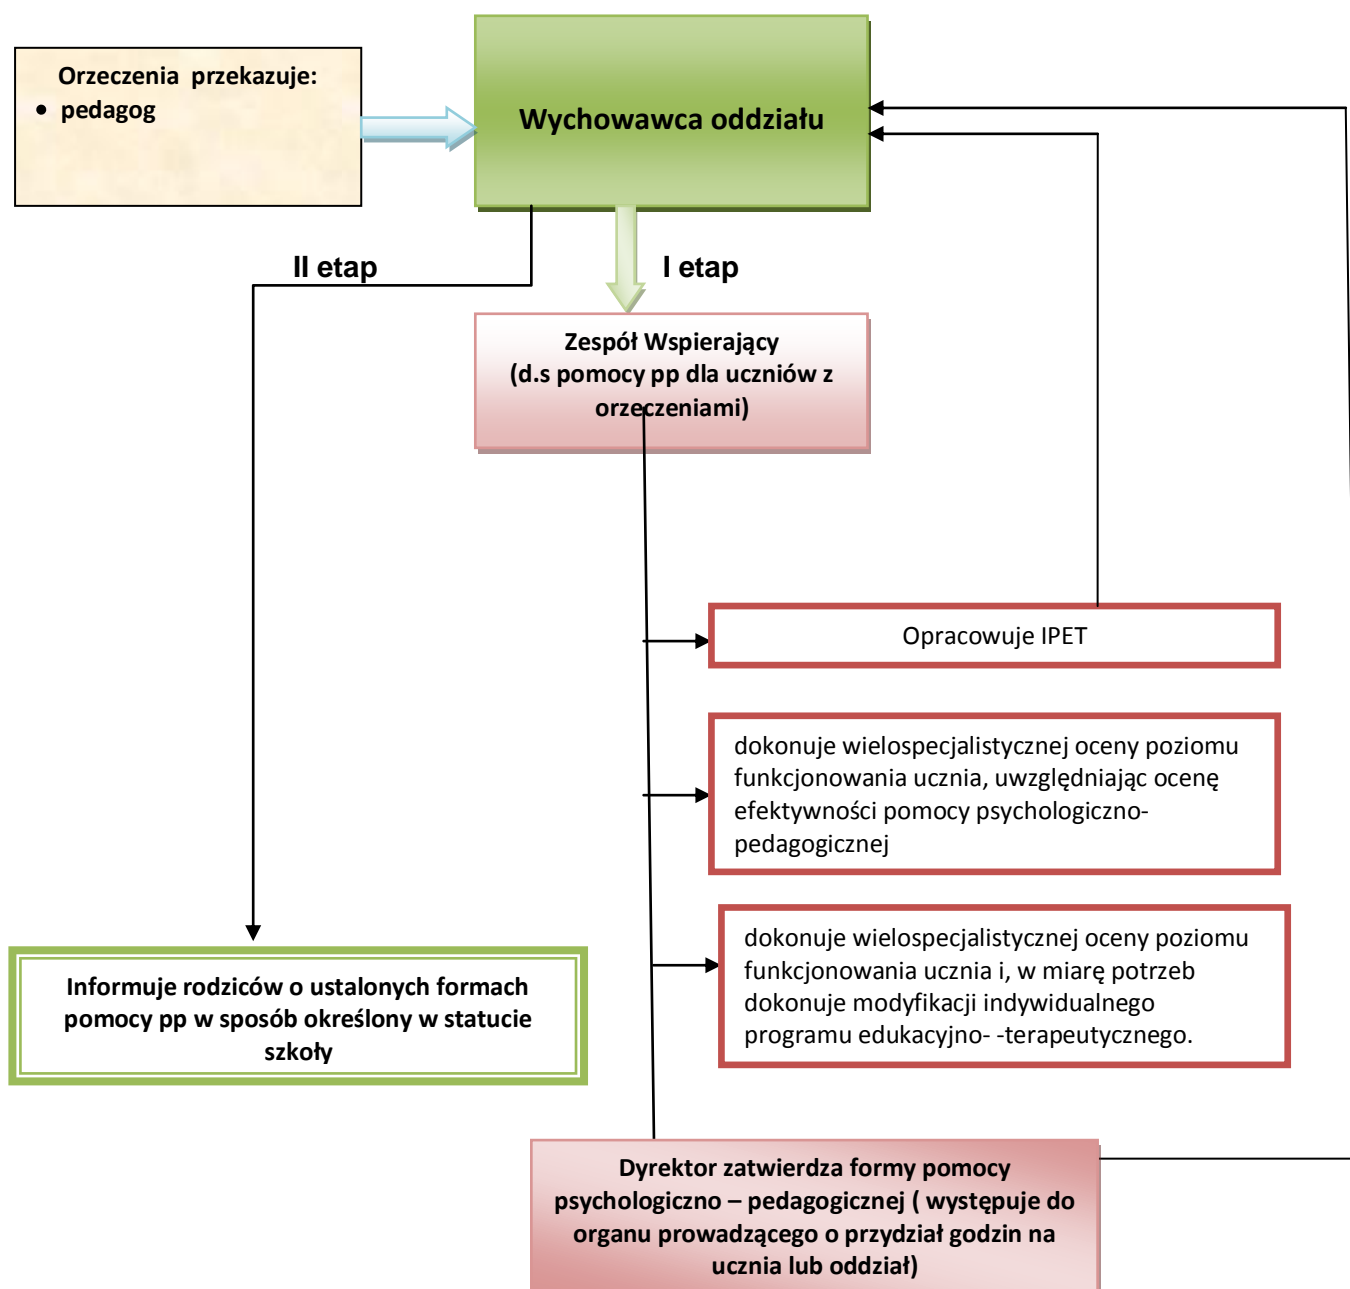 Orzeczenia przekazuje:
• pedagog
Wychowawca oddziału
II etap
I etap
Zespół Wspierający
(d.s pomocy pp dla uczniów z
orzeczeniami)
Opracowuje IPET
dokonuje wielospecjalistycznej oceny poziomu
funkcjonowania ucznia, uwzględniając ocenę
efektywności pomocy psychologiczno-
pedagogicznej
dokonuje wielospecjalistycznej oceny poziomu
funkcjonowania ucznia i, w miarę potrzeb
dokonuje modyfikacji indywidualnego
programu edukacyjno- -terapeutycznego.
Informuje rodziców o ustalonych formach
pomocy pp w sposób określony w statucie
szkoły
Dyrektor zatwierdza formy pomocy
psychologiczno – pedagogicznej ( występuje do
organu prowadzącego o przydział godzin na
ucznia lub oddział)